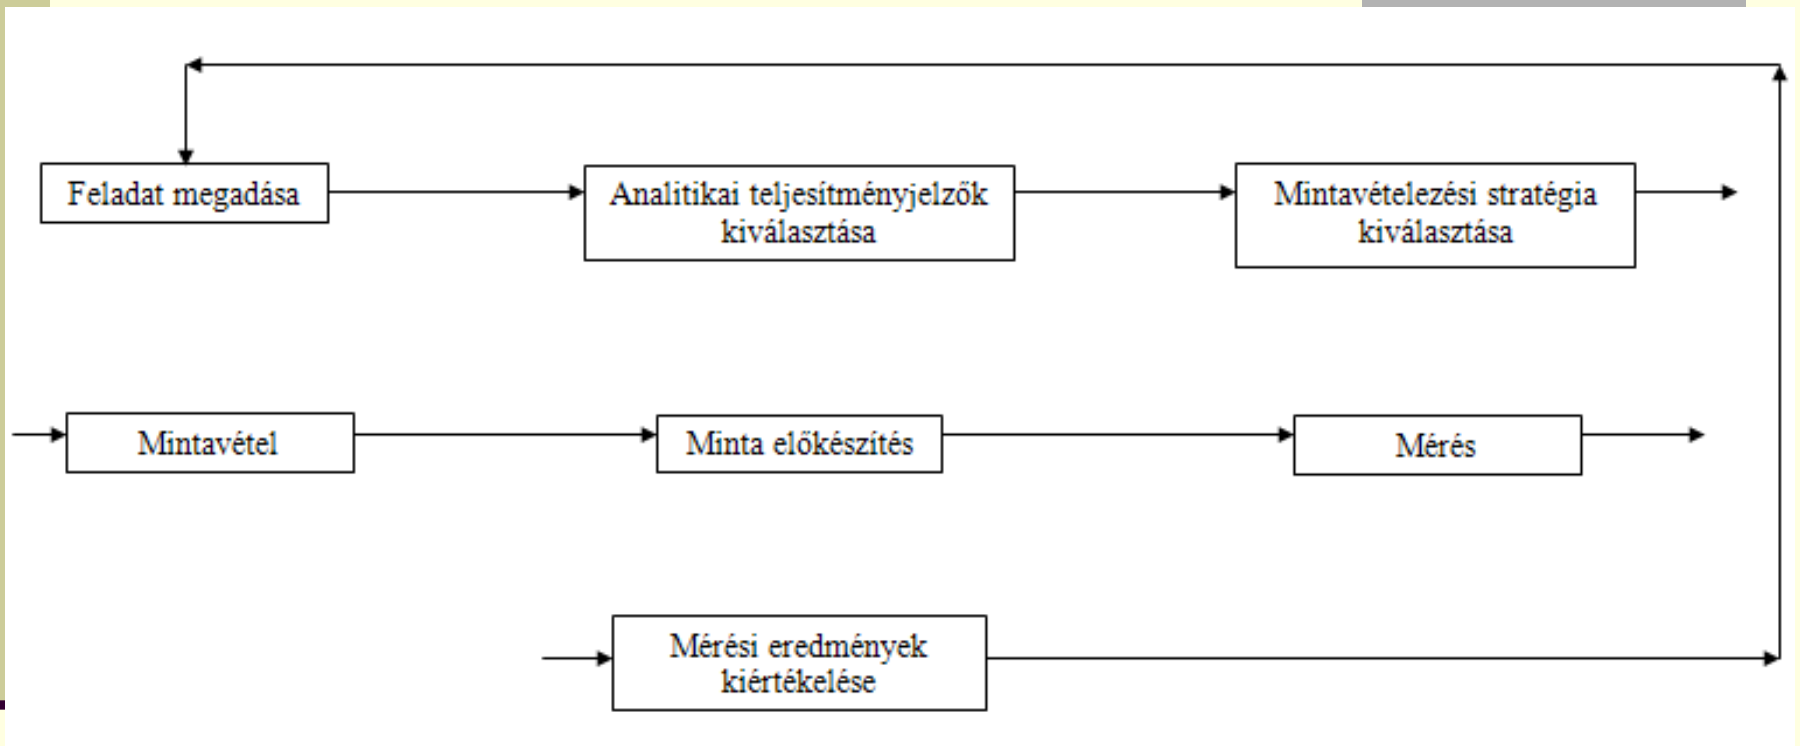 Feladat megadása
Analitikai teljesítményjelzők
kiválasztása
Mintavételezési stratégia
kiválasztása
Mintavétel
Minta előkészítés
Mérés
Mérési eredmények
kiértékelése